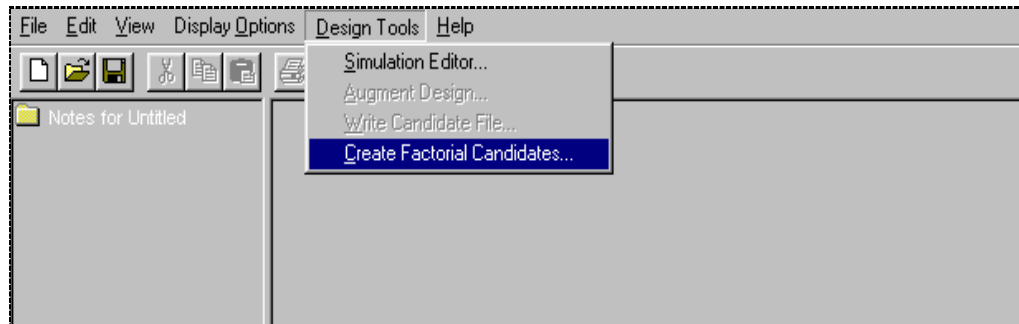 File Edit View Display Options Design Tools Help
Simulation Editor...
Augment Design...
Write Candidate File...
Create Factorial Candidates...
Notes for Untitled